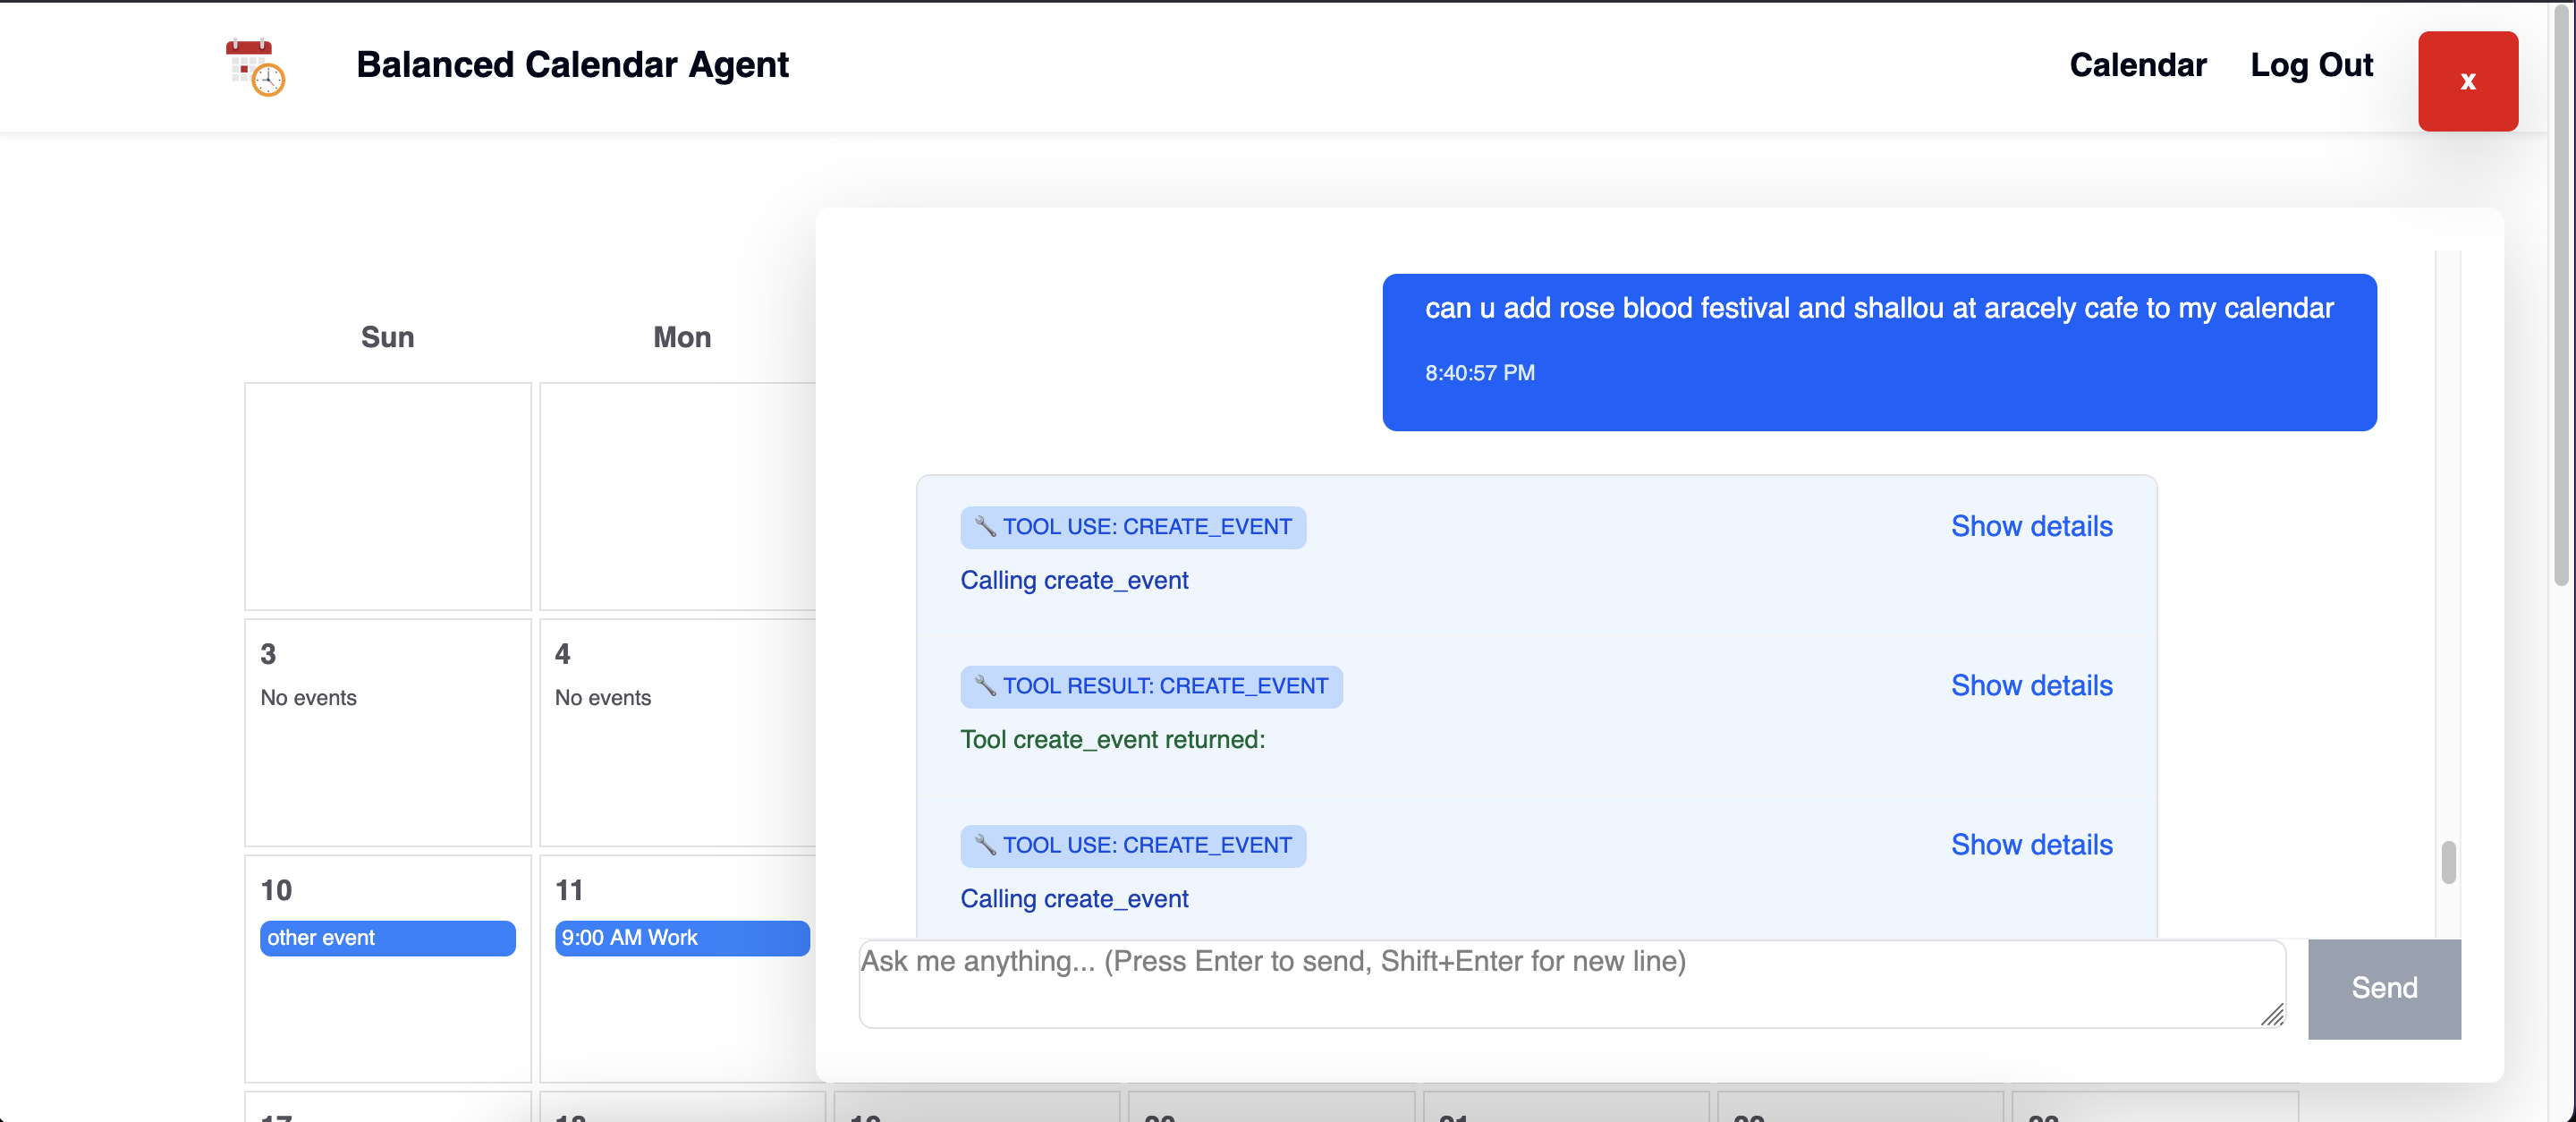 Balanced Calendar Agent
Calendar
Log Out
x
Sun
Mon
3
No events
4
No events
10
other event
11
9:00 AM Work
can u add rose blood festival and shallou at aracely cafe to my calendar
8:40:57 PM
TOOL USE: CREATE_EVENT
Show details
Calling create_event
TOOL RESULT: CREATE_EVENT
Show details
Tool create_event returned:
TOOL USE: CREATE_EVENT
Show details
Calling create_event
Ask me anything... (Press Enter to send, Shift+Enter for new line)
Send